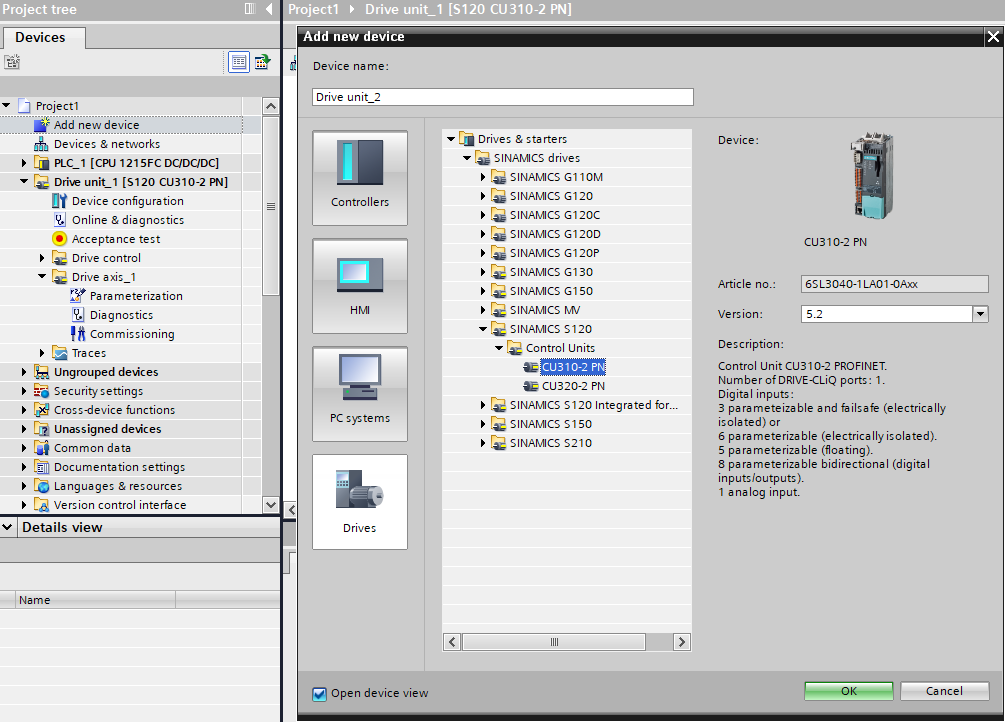 Project tree
Devices
Project1
Add new device
Devices & networks
PLC_1 [CPU 1215FC DC/DC/DC]
Drive unit_1 [S120 CU310-2 PN]
Device configuration
Online & diagnostics
Acceptance test
Drive control
Drive axis_1
Parameterization
Diagnostics
Commissioning
Traces
Ungrouped devices
Security settings
Cross-device functions
Unassigned devices
Common data
Documentation settings
Languages & resources
Version control interface
Details view
Name
Project1 Drive unit_1 [S120 CU310-2 PN]
Add new device
Device name:
Drive unit_2
Controllers
HMI
PC systems
Drives
Drives & starters
SINAMICS drives
SINAMICS G110M
SINAMICS G120
SINAMICS G120C
SINAMICS G120D
SINAMICS G120P
SINAMICS G130
SINAMICS G150
SINAMICS MV
SINAMICS S120
Control Units
CU310-2 PN
CU320-2 PN
SINAMICS S120 Integrated for...
SINAMICS S150
SINAMICS S210
Device:
CU310-2 PN
Article no.: 6SL3040-1LA01-0Axx
Version: 5.2
Description:
Control Unit CU310-2 PROFINET.
Number of DRIVE-CLiQ ports: 1.
Digital inputs:
3 parameteizable and failsafe (electrically
isolated) or
6 parameterizable (electrically isolated).
5 parameterizable (floating).
8 parameterizable bidirectional (digital
inputs/outputs).
1 analog input.
Open device view
OK
Cancel